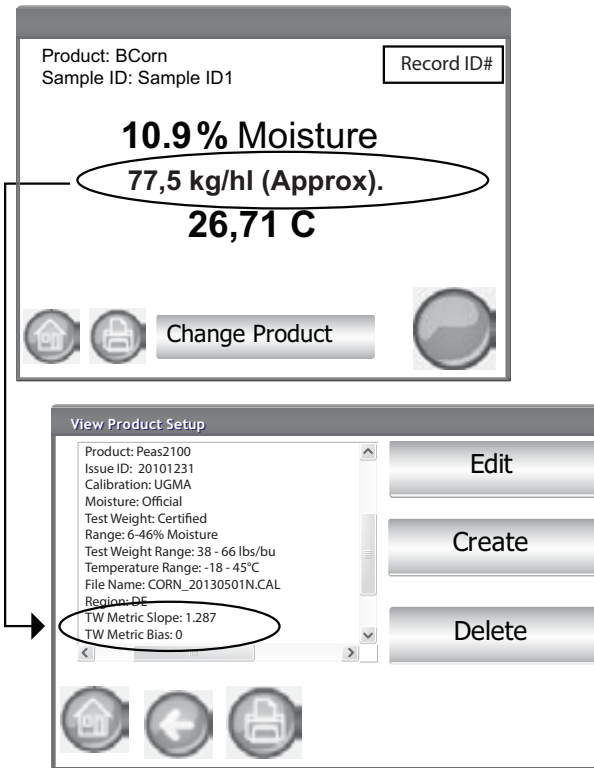 Product: BCorn
Sample ID: Sample ID1
Record ID#
10.9% Moisture
77,5 kg/hl (Approx).
26,71 C
Change Product
View Product Setup
Product: Peas2100
Issue ID: 20101231
Calibration: UGMA
Moisture: Official
Test Weight: Certified
Range: 6-46% Moisture
Test Weight Range: 38 - 66 lbs/bu
Temperature Range: -18 - 45°C
File Name: CORN_20130501N.CAL
Region: DE
TW Metric Slope: 1.287
TW Metric Bias: 0
Edit
Create
Delete